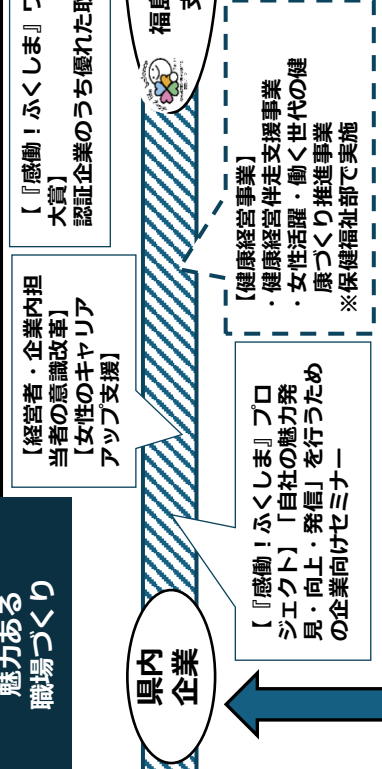 魅力ある
職場づくり
県内
企業
【経営者・企業内担
当者の意識改革】
【女性のキャリア
アップ支援】
【『感動!ふくしま』プロ
ジェクト】「自社の魅力発
見・向上・発信」を行うため
の企業向けセミナー
【『感動!ふくしま』
大賞】
認証企業のうち優れた取
福島
【健康経営事業】
・健康経営伴走支援事業
・女性活躍・働く世代の健
康づくり推進事業
※保健福祉部で実施